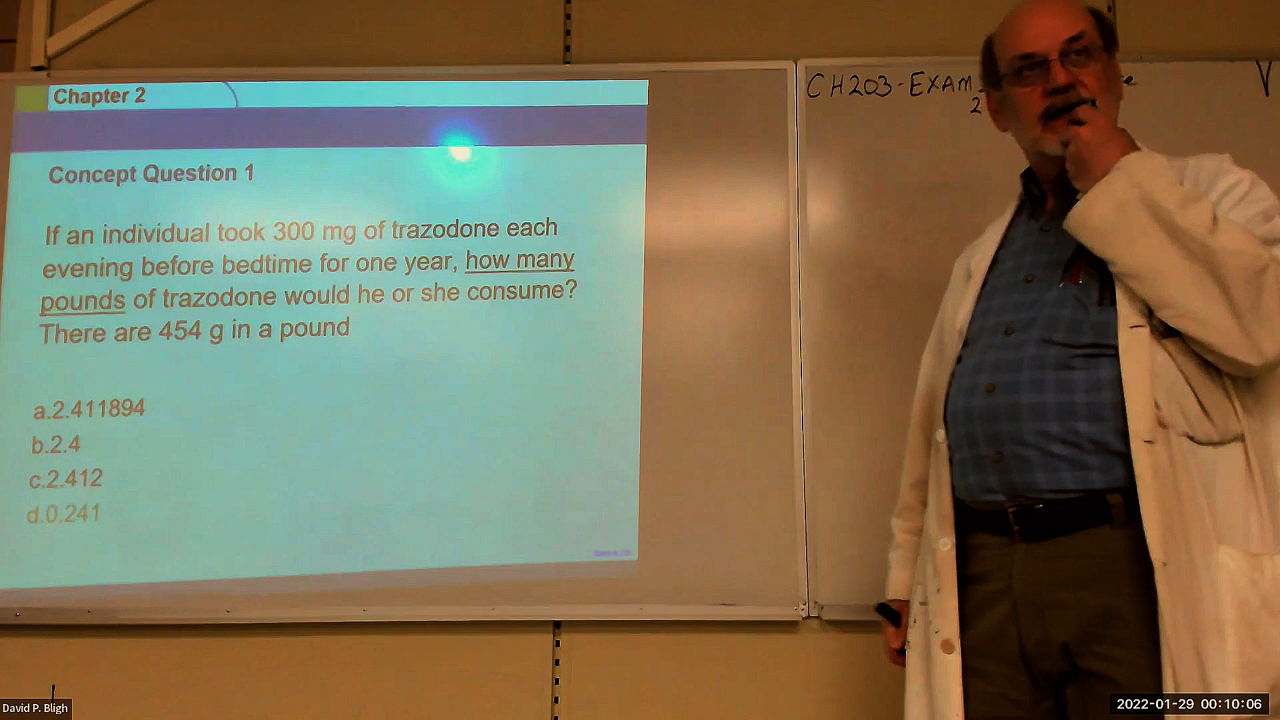 Chapter 2
Concept Question 1
If an individual took 300 mg of trazodone each
evening before bedtime for one year, how many
pounds of trazodone would he or she consume?
There are 454 g in a pound
a.2.411894
b.2.4
c.2.412
d.0.241
CH203-EXAM
2
David P. Bligh
2022-01-29 00:10:06